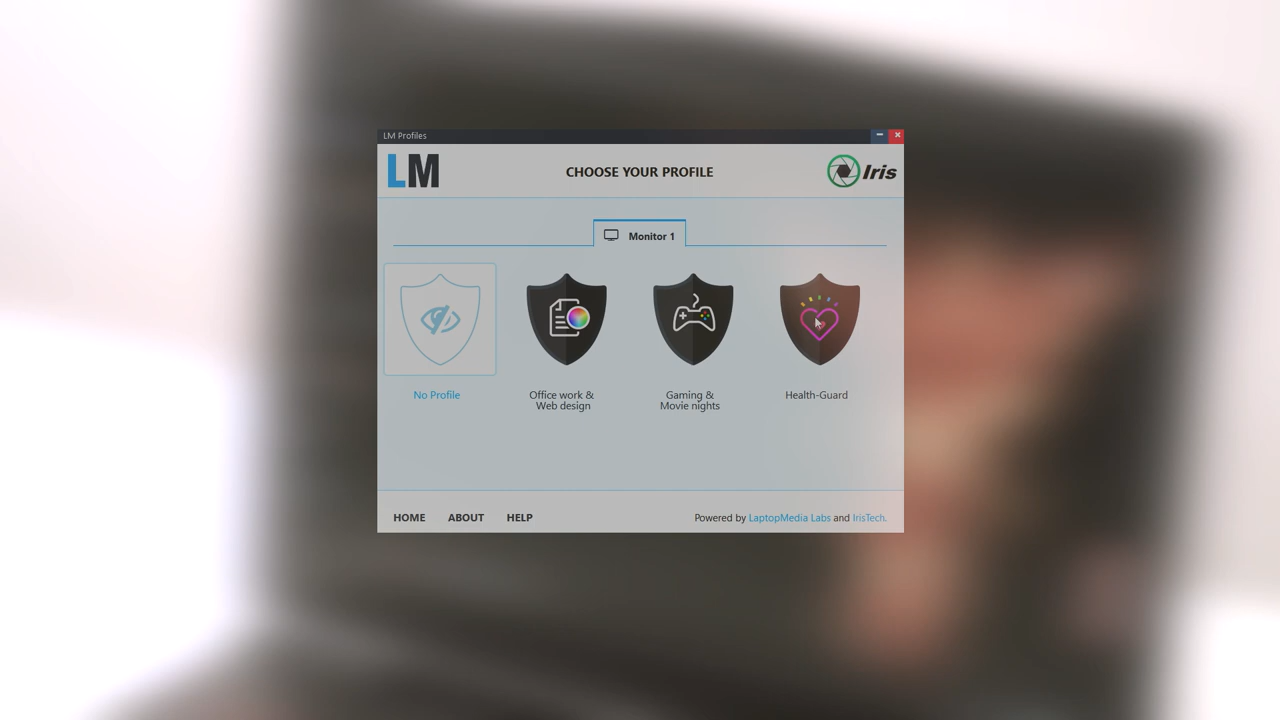 LM Profiles
LM
CHOOSE YOUR PROFILE
Iris
Monitor 1
No Profile
Office work &
Web design
Gaming &
Movie nights
Health-Guard
HOME ABOUT HELP
Powered by LaptopMedia Labs and IrisTech.